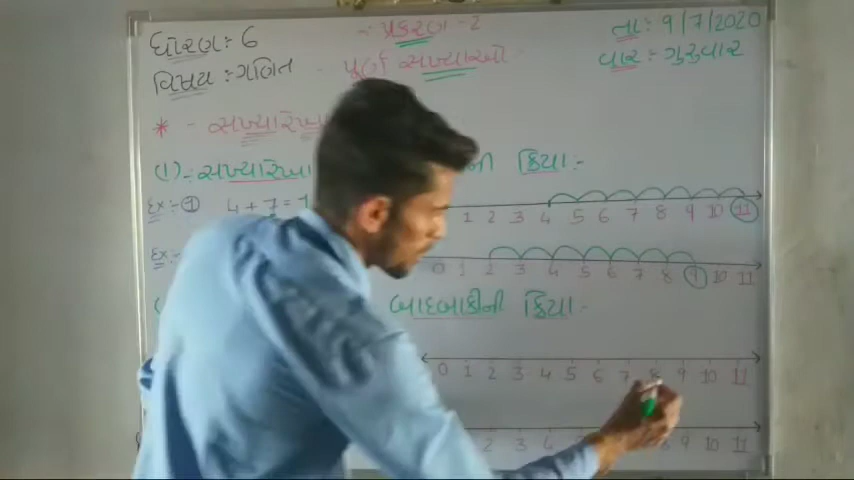 ધોરણ : 6
-: પ્રકરણ -2
તા : 9/7/2020
વિષય : ગણિત
પૂર્ણ સંખ્યાઓ
વાર :- ગુરુવાર
* - સંખ્યારેખા
(1) :- સંખ્યારેખા ની ક્રિયા :-
Ex :- 1 4 + 7 = 1
1 2 3 4 5 6 7 8 9 10 11
Ex :-
0 1 2 3 4 5 6 7 8 9 10 11
બાદબાકીની ક્રિયા -
0 1 2 3 4 5 6 7 8 9 10 11
2 3 4 8 9 10 11